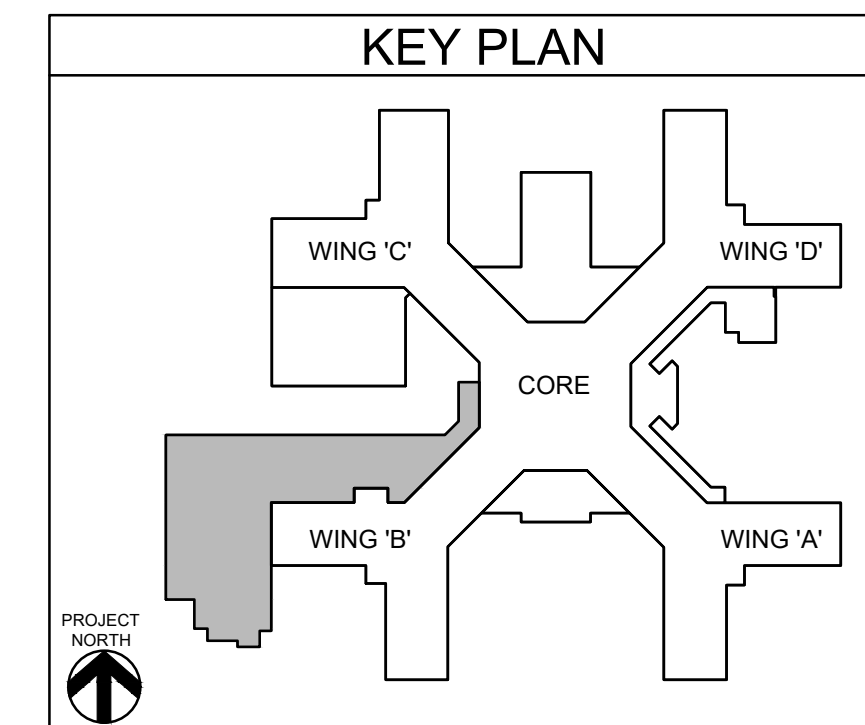 KEY PLAN
WING 'C'
WING 'D'
CORE
WING 'B'
WING 'A'
PROJECT
NORTH